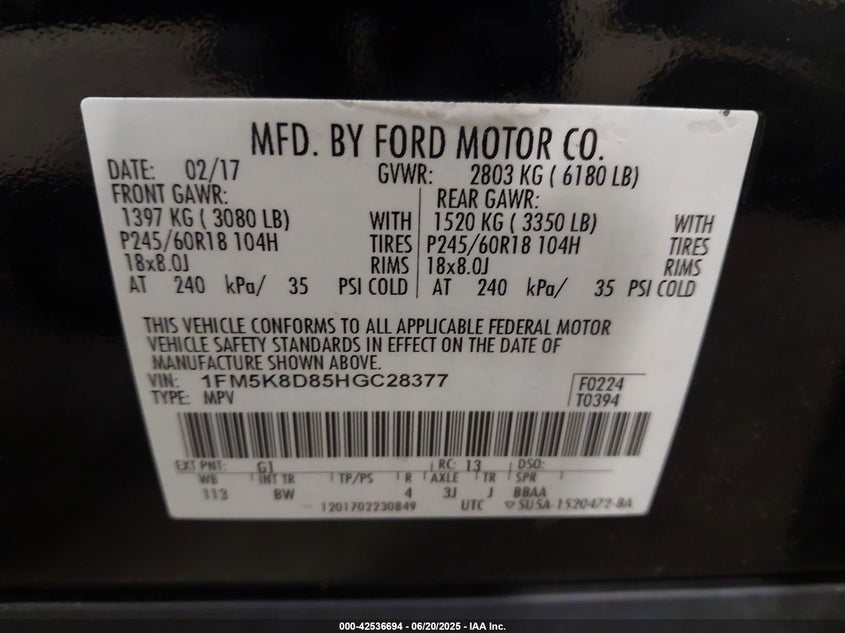 MFD. BY FORD MOTOR CO.
DATE: 02/17 GVWR: 2803 KG ( 6180 LB)
FRONT GAWR: REAR GAWR:
1397 KG ( 3080 LB) WITH 1520 KG ( 3350 LB) WITH
P245/60R18 104H TIRES P245/60R18 104H TIRES
18x8.0J RIMS 18x8.0J RIMS
AT 240 kPa/ 35 PSI COLD AT 240 kPa/ 35 PSI COLD
THIS VEHICLE CONFORMS TO ALL APPLICABLE FEDERAL MOTOR
VEHICLE SAFETY STANDARDS IN EFFECT ON THE DATE OF
MANUFACTURE SHOWN ABOVE.
VIN: 1FM5K8D85HGC28377 F0224
TYPE: MPV T0394
EXT PNT: G1 RC: 13 DSO:
WB INT TR TP/PS R AXLE TR SPR
113 BW 4 3J J BBAA
1201702230849 UTC ▽5U5A-1520472-BA
000-42536694 / 06/20/2025 - IAA Inc.